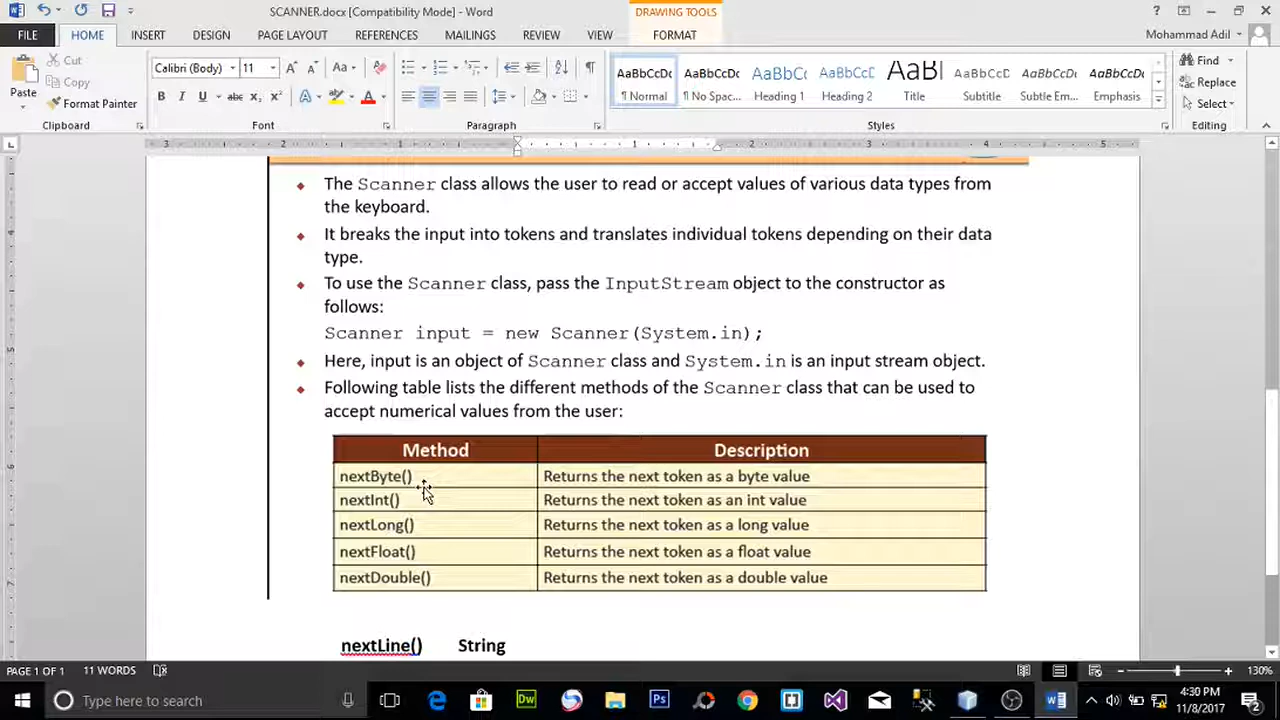 SCANNER.docx [Compatibility Mode] - Word
DRAWING TOOLS
FILE HOME INSERT DESIGN PAGE LAYOUT REFERENCES MAILINGS REVIEW VIEW FORMAT Mohammad Adil
Paste Cut Copy Format Painter
Calibri (Body) 11
¶ Normal ¶ No Spac... Heading 1 Heading 2 Title Subtitle Subtle Em... Emphasis
Find Replace Select
Clipboard Font Paragraph Styles Editing
The Scanner class allows the user to read or accept values of various data types from
the keyboard.
It breaks the input into tokens and translates individual tokens depending on their data
type.
To use the Scanner class, pass the InputStream object to the constructor as
follows:
Scanner input = new Scanner(System.in);
Here, input is an object of Scanner class and System.in is an input stream object.
Following table lists the different methods of the Scanner class that can be used to
accept numerical values from the user:
Method Description
nextByte() Returns the next token as a byte value
nextInt() Returns the next token as an int value
nextLong() Returns the next token as a long value
nextFloat() Returns the next token as a float value
nextDouble() Returns the next token as a double value
nextLine() String
PAGE 1 OF 1 11 WORDS 130%
Type here to search
4:30 PM
11/8/2017